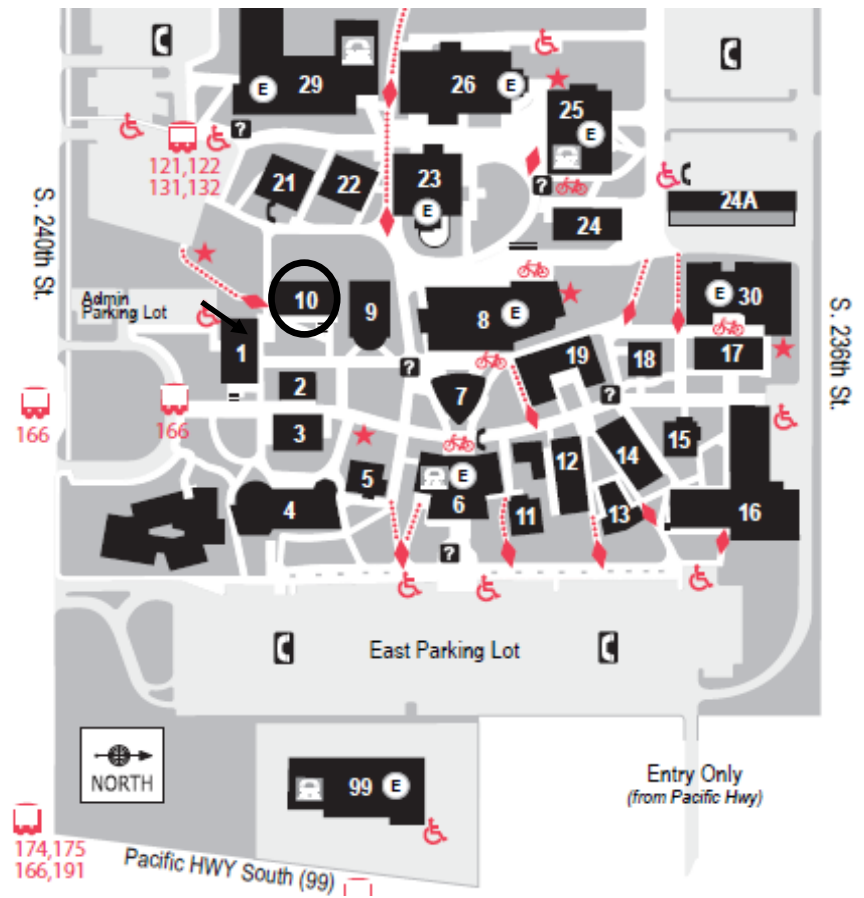 29
E
26
E
25
E
?
121,122
131,132
21
22
23
E
?
24
24A
S. 240th St.
Admin
Parking Lot
10
9
8
E
E
30
1
2
7
19
18
17
S. 236th St.
?
?
166
166
3
5
E
6
12
14
15
4
11
13
16
?
East Parking Lot
NORTH
99
E
Entry Only
(from Pacific Hwy)
174,175
166,191
Pacific HWY South (99)